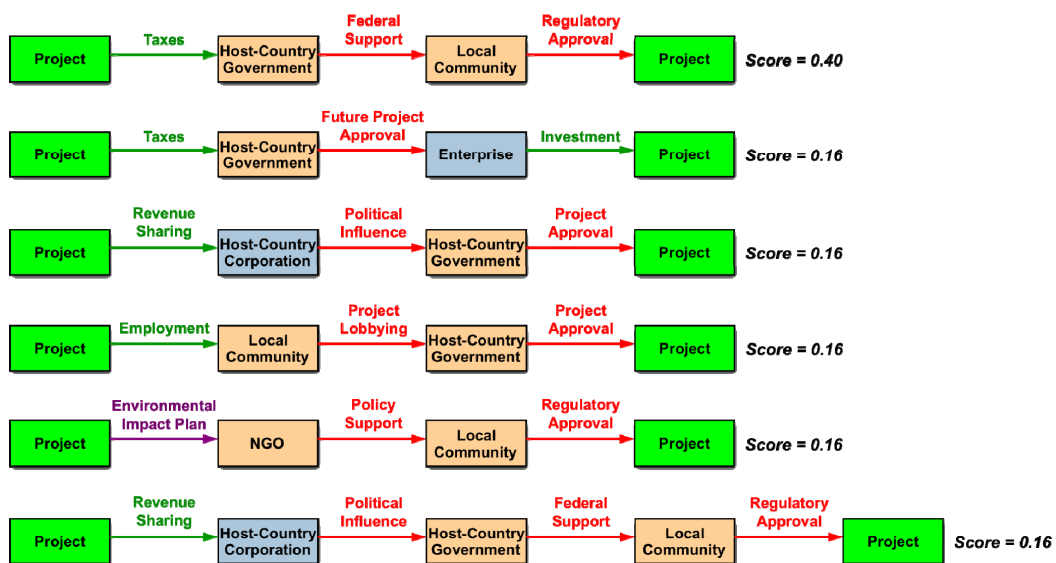 Taxes
Federal
Support
Regulatory
Approval
Project
Host-Country
Government
Local
Community
Project
Score = 0.40
Taxes
Future Project
Approval
Investment
Project
Host-Country
Government
Enterprise
Project
Score = 0.16
Revenue
Sharing
Political
Influence
Project
Approval
Project
Host-Country
Corporation
Host-Country
Government
Project
Score = 0.16
Employment
Project
Lobbying
Project
Approval
Project
Local
Community
Host-Country
Government
Project
Score = 0.16
Environmental
Impact Plan
Policy
Support
Regulatory
Approval
Project
NGO
Local
Community
Project
Score = 0.16
Revenue
Sharing
Political
Influence
Federal
Support
Regulatory
Approval
Project
Host-Country
Corporation
Host-Country
Government
Local
Community
Project
Score = 0.16